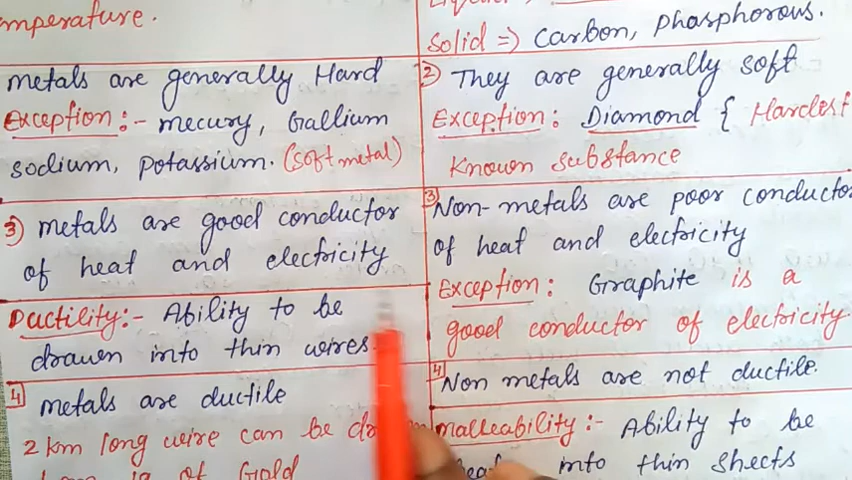 mperature.
metals are generally Hard
Exception :- mecury, Gallium
sodium, potassium. (soft metal)
3) metals are good conductor
of heat and electricity
Ductility:- Ability to be
drawn into thin wires.
4 metals are ductile
2 km long wire can be
of Gold
Solid => Carbon, phosphorous.
2) They are generally soft
Exception : Diamond { Hardest
Known substance
3 Non-metals are poor conductor
of heat and electricity
Exception : Graphite is a
good conductor of electricity.
4 Non metals are not ductile.
malleability :- Ability to be
into thin sheets